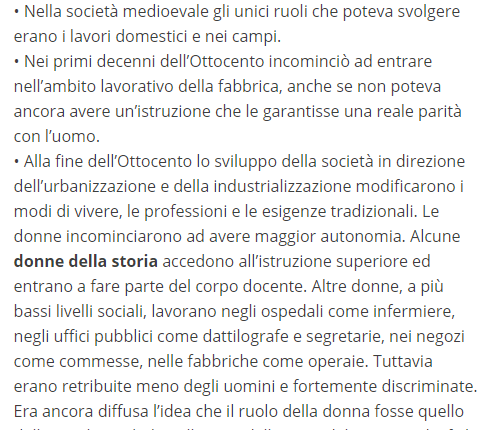 • Nella società medioevale gli unici ruoli che poteva svolgere
erano i lavori domestici e nei campi.
• Nei primi decenni dell’Ottocento incominciò ad entrare
nell’ambito lavorativo della fabbrica, anche se non poteva
ancora avere un’istruzione che le garantisse una reale parità
con l’uomo.
• Alla fine dell’Ottocento lo sviluppo della società in direzione
dell’urbanizzazione e della industrializzazione modificarono i
modi di vivere, le professioni e le esigenze tradizionali. Le
donne incominciarono ad avere maggior autonomia. Alcune
donne della storia accedono all’istruzione superiore ed
entrano a fare parte del corpo docente. Altre donne, a più
bassi livelli sociali, lavorano negli ospedali come infermiere,
negli uffici pubblici come dattilografe e segretarie, nei negozi
come commesse, nelle fabbriche come operaie. Tuttavia
erano retribuite meno degli uomini e fortemente discriminate.
Era ancora diffusa l’idea che il ruolo della donna fosse quello